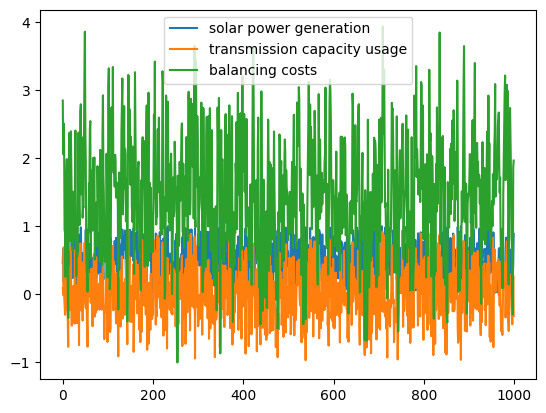 solar power generation
transmission capacity usage
balancing costs
4
3
2
1
0
−1
0 200 400 600 800 1000